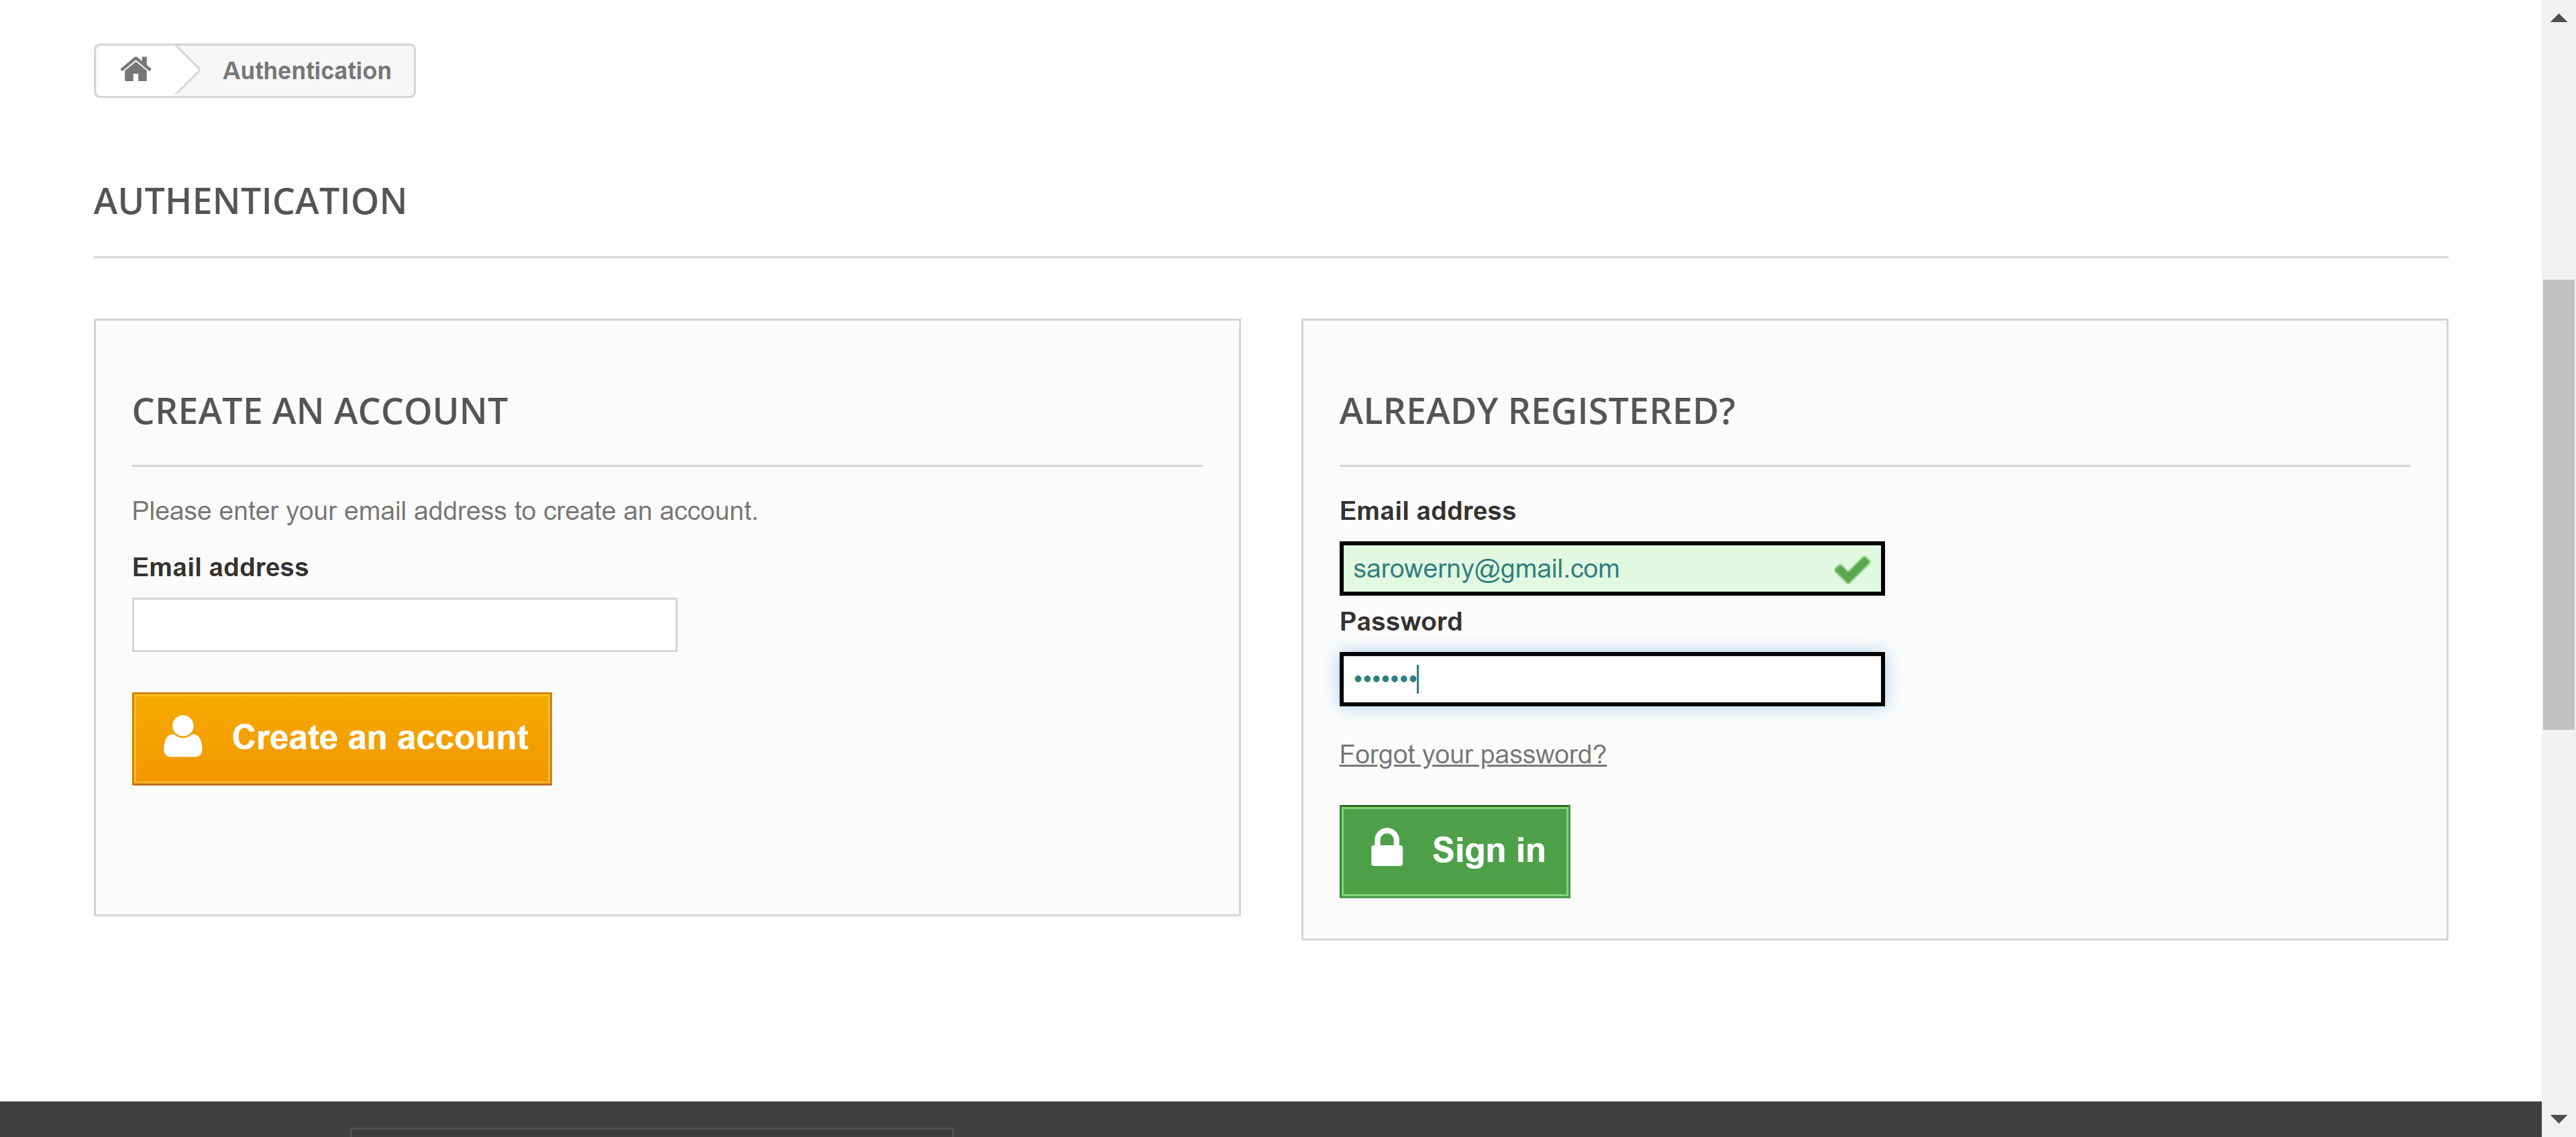 Authentication
AUTHENTICATION
CREATE AN ACCOUNT
Please enter your email address to create an account.
Email address
Create an account
ALREADY REGISTERED?
Email address
sarowerny@gmail.com
Password
•••••••
Forgot your password?
Sign in